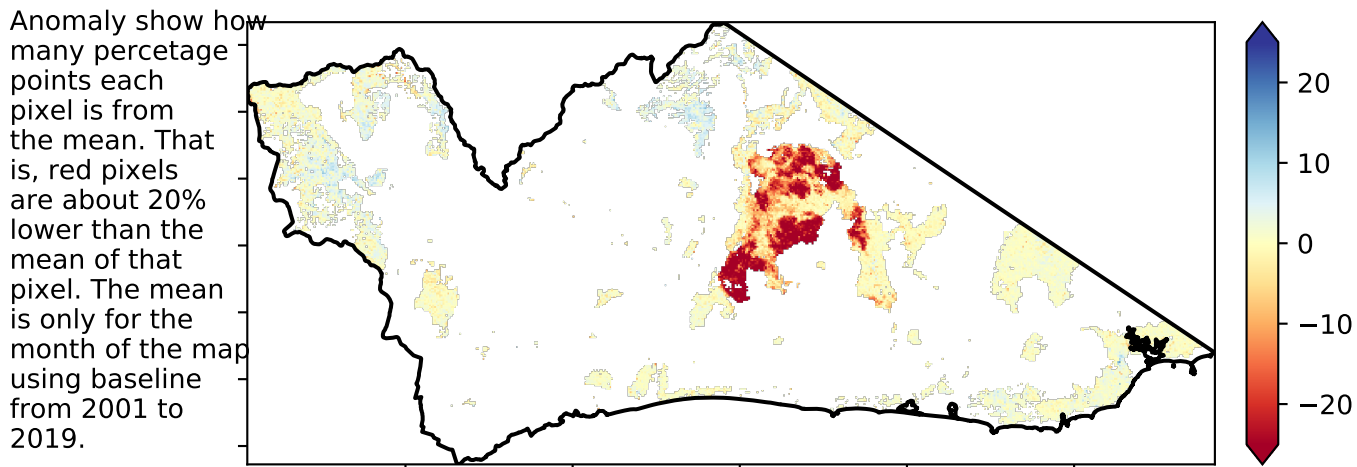 Anomaly show how
many percetage
points each
pixel is from
the mean. That
is, red pixels
are about 20%
lower than the
mean of that
pixel. The mean
is only for the
month of the map
using baseline
from 2001 to
2019.
20
10
0
−10
−20